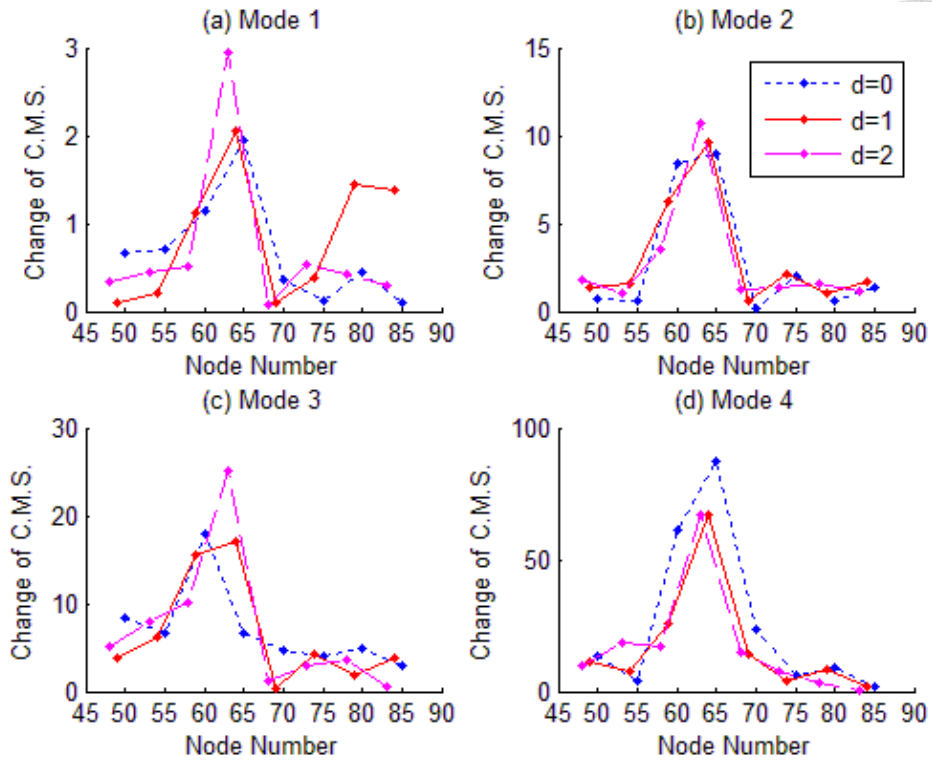 (a) Mode 1
3
2
1
0
Change of C.M.S.
45 50 55 60 65 70 75 80 85 90
Node Number
(b) Mode 2
15
10
5
0
Change of C.M.S.
45 50 55 60 65 70 75 80 85 90
Node Number
d=0
d=1
d=2
(c) Mode 3
30
20
10
0
Change of C.M.S.
45 50 55 60 65 70 75 80 85 90
Node Number
(d) Mode 4
100
50
0
Change of C.M.S.
45 50 55 60 65 70 75 80 85 90
Node Number